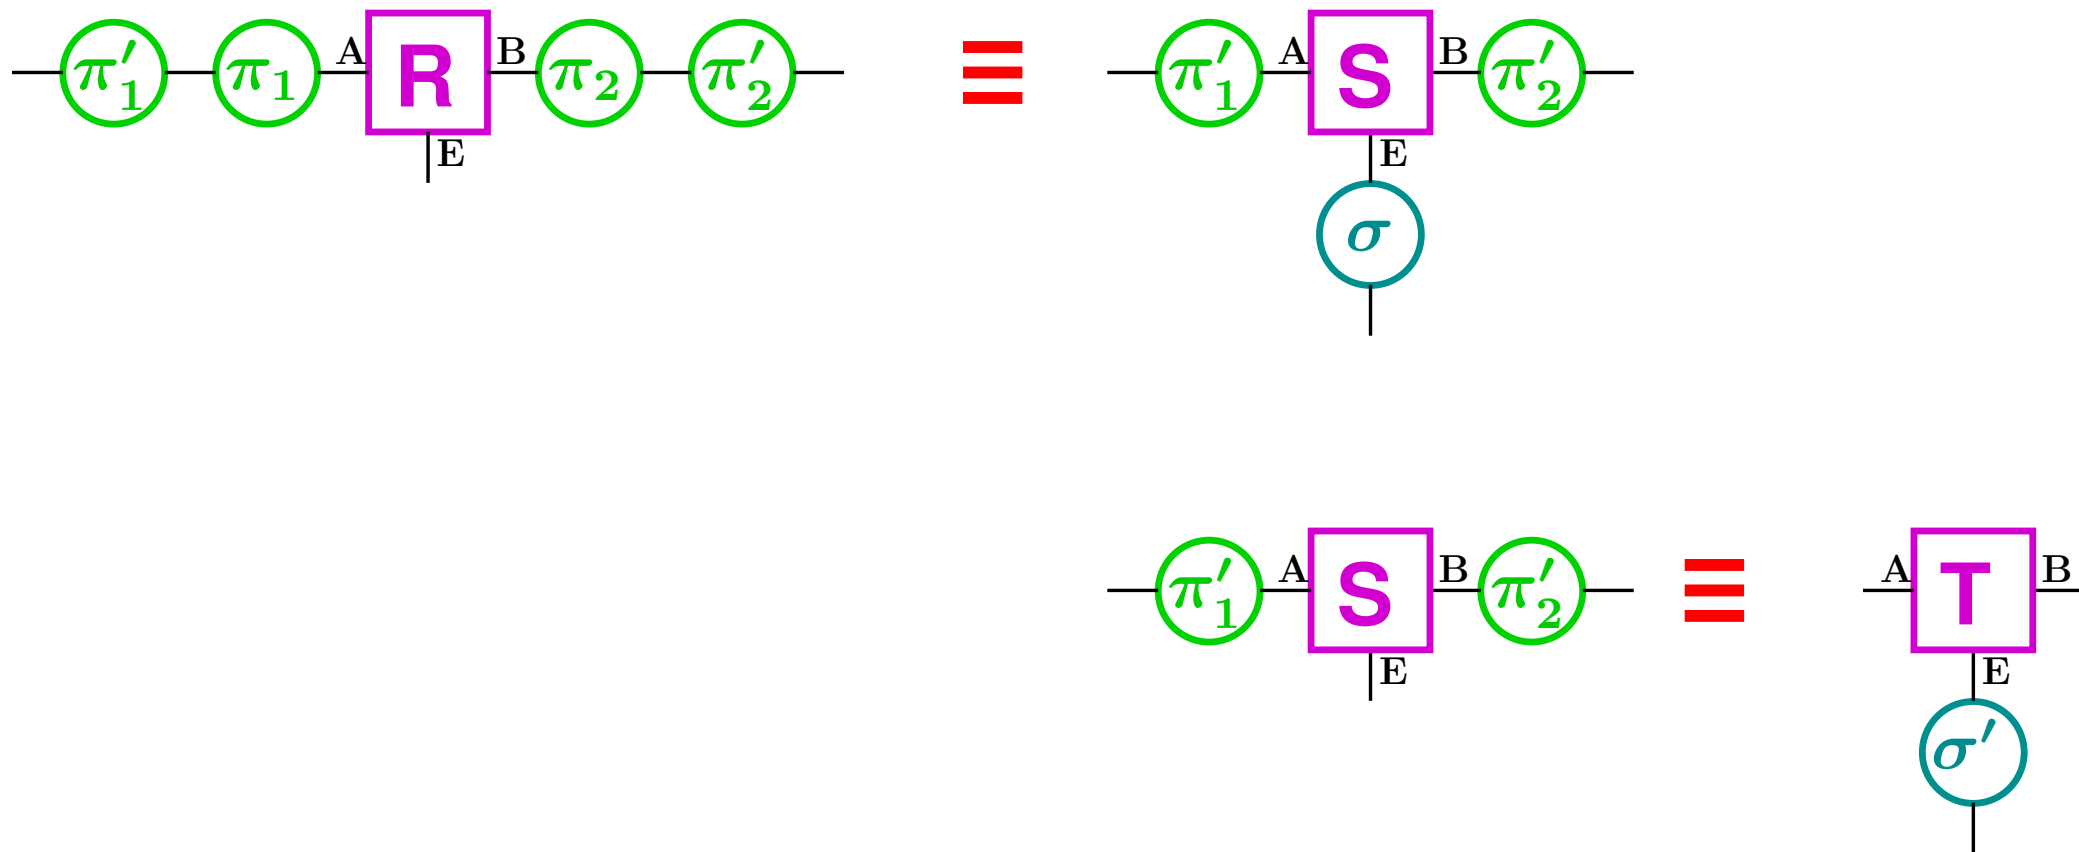 π′₁ π₁ A R B π₂ π′₂ ≡ π′₁ A S B π′₂
E E
σ
π′₁ A S B π′₂ ≡ A T B
E E
σ′